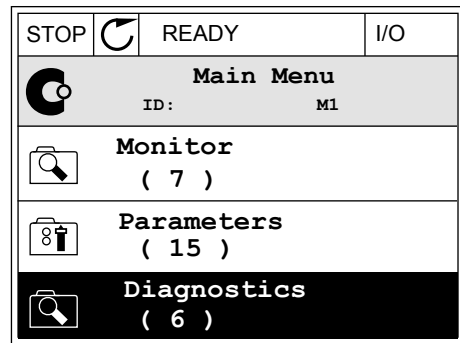 STOP READY I/O
Main Menu
ID: M1
Monitor
( 7 )
Parameters
( 15 )
Diagnostics
( 6 )